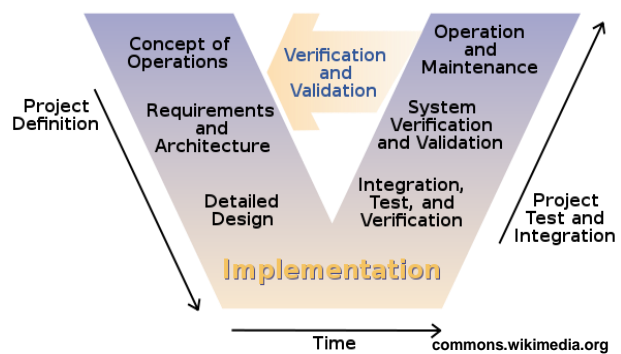 Concept of
Operations
Verification
and
Validation
Operation
and
Maintenance
Project
Definition
Requirements
and
Architecture
System
Verification
and Validation
Detailed
Design
Integration,
Test, and
Verification
Project
Test and
Integration
Implementation
Time
commons.wikimedia.org